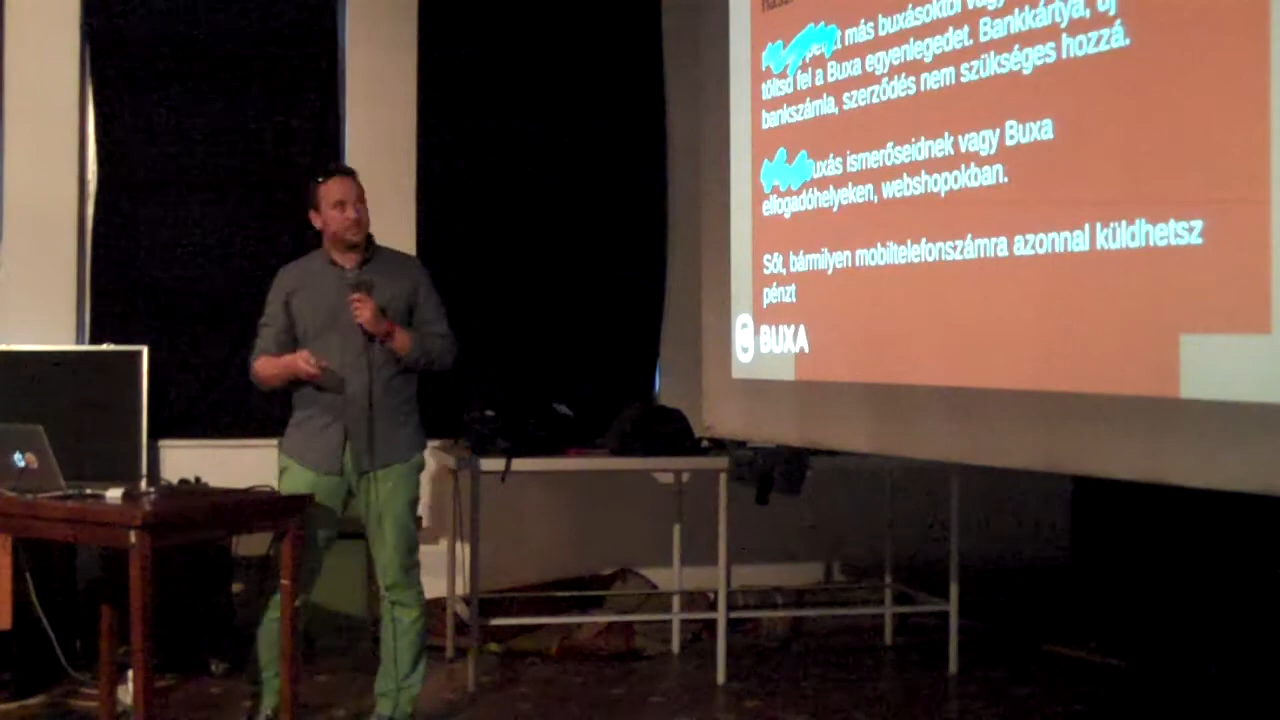 más buxásoktól vagy
töltsd fel a Buxa egyenlegedet. Bankkártya, új
bankszámla, szerződés nem szükséges hozzá.
ismerőseidnek vagy Buxa
elfogadóhelyeken, webshopokban.
Sőt, bármilyen mobiltelefonszámra azonnal küldhetsz
pénzt
BUXA